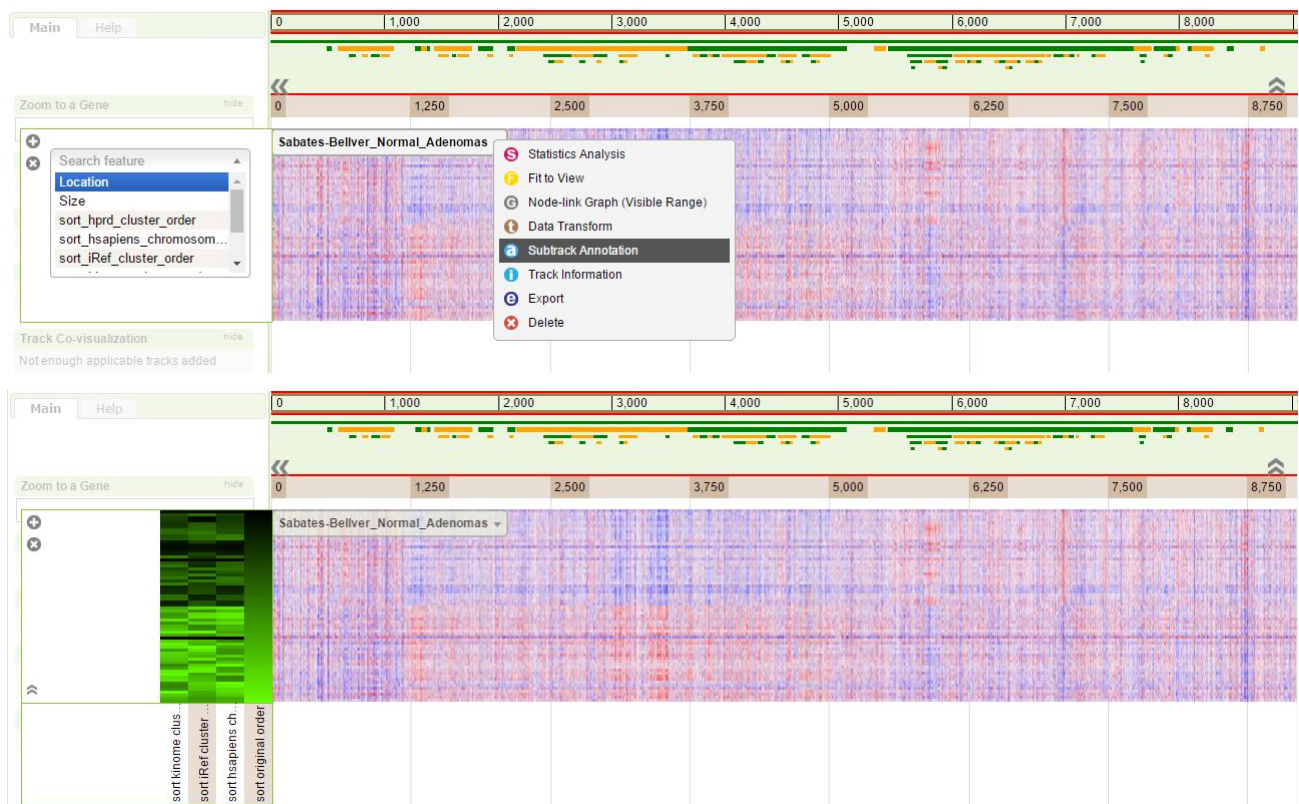 Main Help
0 1,000 2,000 3,000 4,000 5,000 6,000 7,000 8,000
Zoom to a Gene hide
0 1,250 2,500 3,750 5,000 6,250 7,500 8,750
Search feature
Location
Size
sort_hprd_cluster_order
sort_hsapiens_chromosom...
sort_iRef_cluster_order
Sabates-Bellver_Normal_Adenomas
Statistics Analysis
Fit to View
Node-link Graph (Visible Range)
Data Transform
Subtrack Annotation
Track Information
Export
Delete
Track Co-visualization hide
Not enough applicable tracks added
Main Help
0 1,000 2,000 3,000 4,000 5,000 6,000 7,000 8,000
Zoom to a Gene hide
0 1,250 2,500 3,750 5,000 6,250 7,500 8,750
Sabates-Bellver_Normal_Adenomas
sort kinome clus...
sort iRef cluster ...
sort hsapiens ch...
sort original order